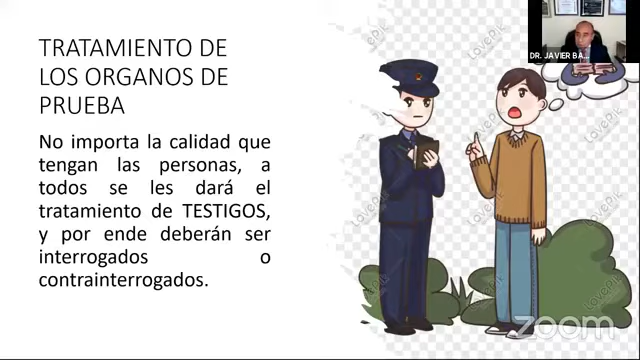 TRATAMIENTO DE
LOS ORGANOS DE
PRUEBA
No importa la calidad que
tengan las personas, a
todos se les dará el
tratamiento de TESTIGOS,
y por ende deberán ser
interrogados o
contrainterrogados.
DR. JAVIER BA...
LovePik
zoom